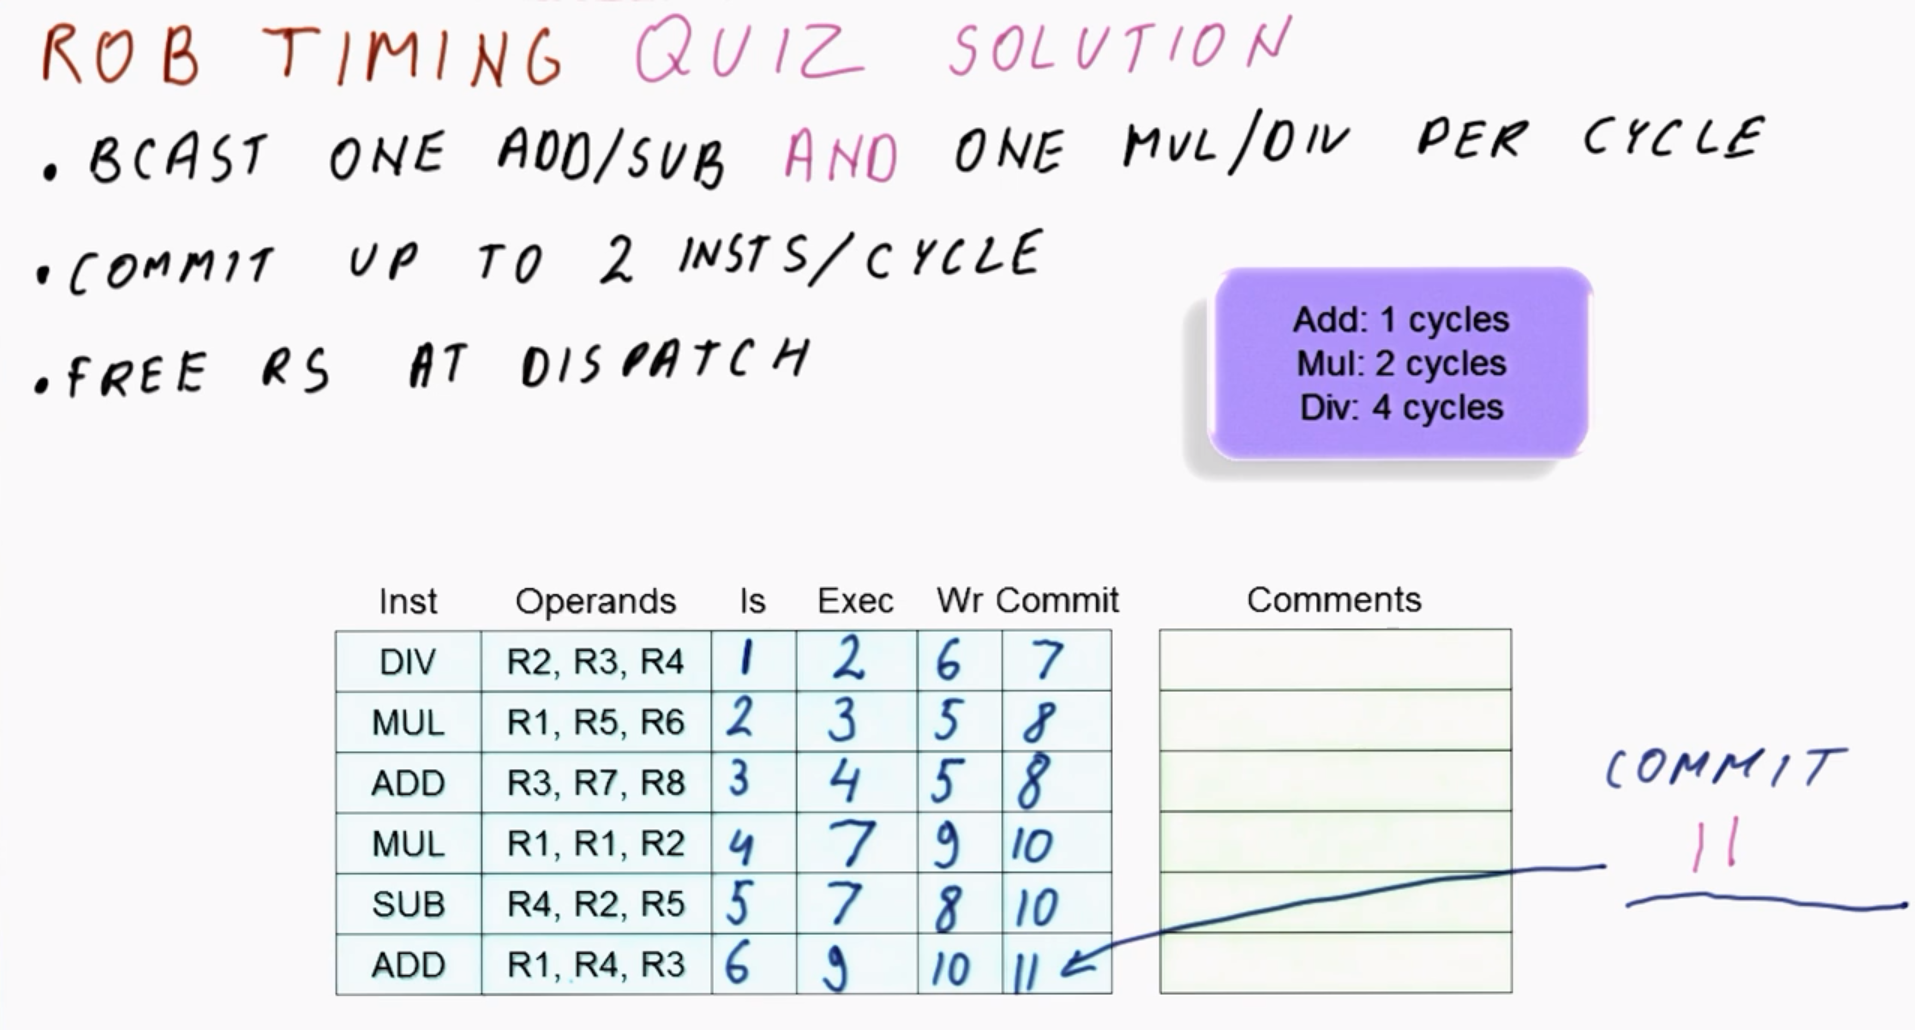 ROB TIMING QUIZ SOLUTION
• BCAST ONE ADD/SUB AND ONE MUL/DIV PER CYCLE
• COMMIT UP TO 2 INSTS/CYCLE
• FREE RS AT DISPATCH
Add: 1 cycles
Mul: 2 cycles
Div: 4 cycles
Inst Operands Is Exec Wr Commit Comments
DIV R2, R3, R4 1 2 6 7
MUL R1, R5, R6 2 3 5 8
ADD R3, R7, R8 3 4 5 8
MUL R1, R1, R2 4 7 9 10
SUB R4, R2, R5 5 7 8 10
ADD R1, R4, R3 6 9 10 11
COMMIT
11